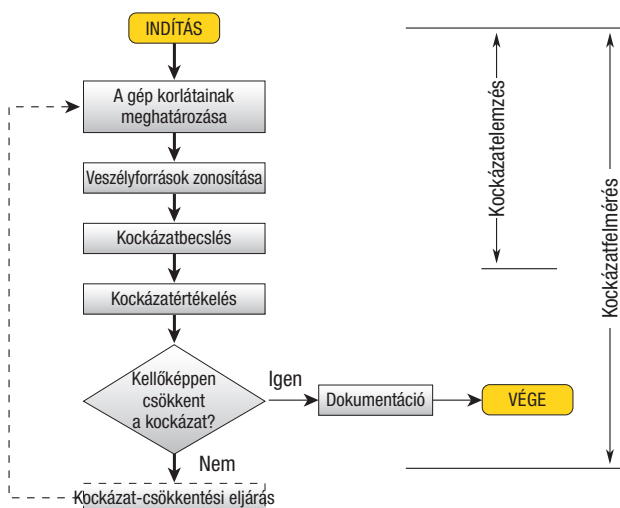 INDÍTÁS
A gép korlátainak
meghatározása
Veszélyforrások zonosítása
Kockázatbecslés
Kockázatértékelés
Kellőképpen
csökkent
a kockázat?
Igen
Dokumentáció
VÉGE
Nem
Kockázat-csökkentési eljárás
Kockázatelemzés
Kockázatfelmérés